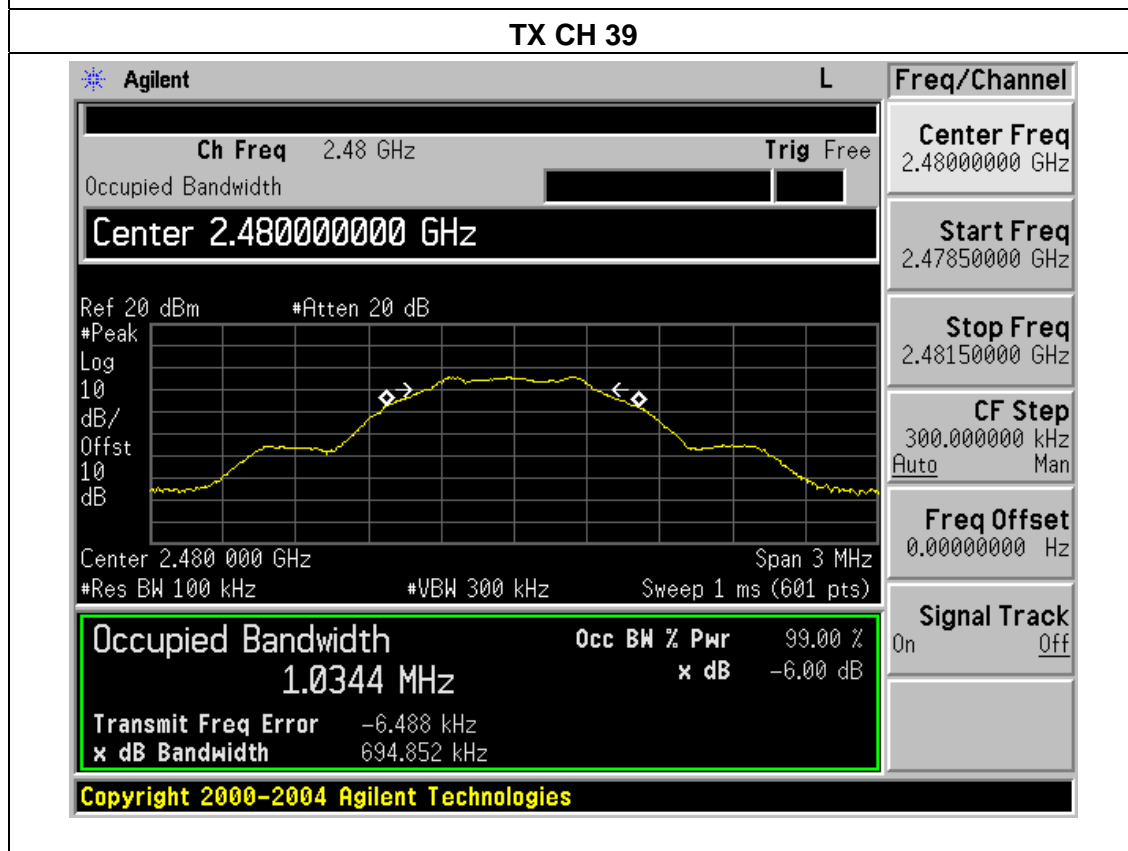 TX CH 39
Agilent L Freq/Channel
Ch Freq 2.48 GHz Trig Free
Occupied Bandwidth
Center 2.480000000 GHz
Ref 20 dBm #Atten 20 dB
#Peak
Log
10
dB/
Offst
10
dB
Center 2.480 000 GHz Span 3 MHz
#Res BW 100 kHz #VBW 300 kHz Sweep 1 ms (601 pts)
Occupied Bandwidth Occ BW % Pwr 99.00 %
1.0344 MHz x dB -6.00 dB
Transmit Freq Error -6.488 kHz
x dB Bandwidth 694.852 kHz
Copyright 2000-2004 Agilent Technologies
Center Freq
2.48000000 GHz
Start Freq
2.47850000 GHz
Stop Freq
2.48150000 GHz
CF Step
300.000000 kHz
Auto Man
Freq Offset
0.00000000 Hz
Signal Track
On Off